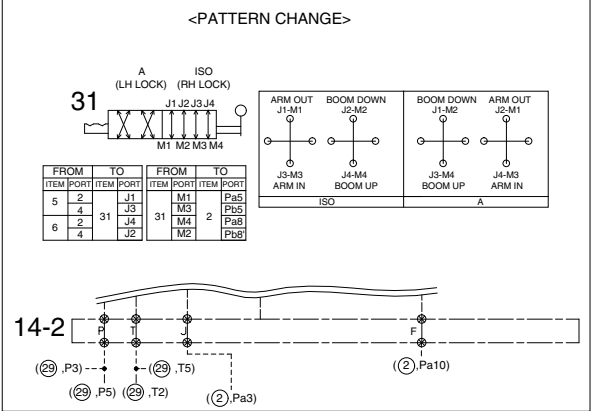 <PATTERN CHANGE>
A ISO
(LH LOCK) (RH LOCK)
31
J1 J2 J3 J4
M1 M2 M3 M4
ARM OUT BOOM DOWN BOOM DOWN ARM OUT
J1-M1 J2-M2 J1-M2 J2-M1
J3-M3 J4-M4 J3-M4 J4-M3
ARM IN BOOM UP BOOM UP ARM IN
ISO A
FROM TO FROM TO
ITEM PORT ITEM PORT ITEM PORT ITEM PORT
5 2 31 J1 31 M1 2 Pa5
4 J3 M3 Pb5
6 2 J4 M4 Pa8
4 J2 M2 Pb8'
14-2
P T J F
(29 ,P3) (29 ,T5) (2 ,Pa10)
(29 ,P5) (29 ,T2) (2 ,Pa3)